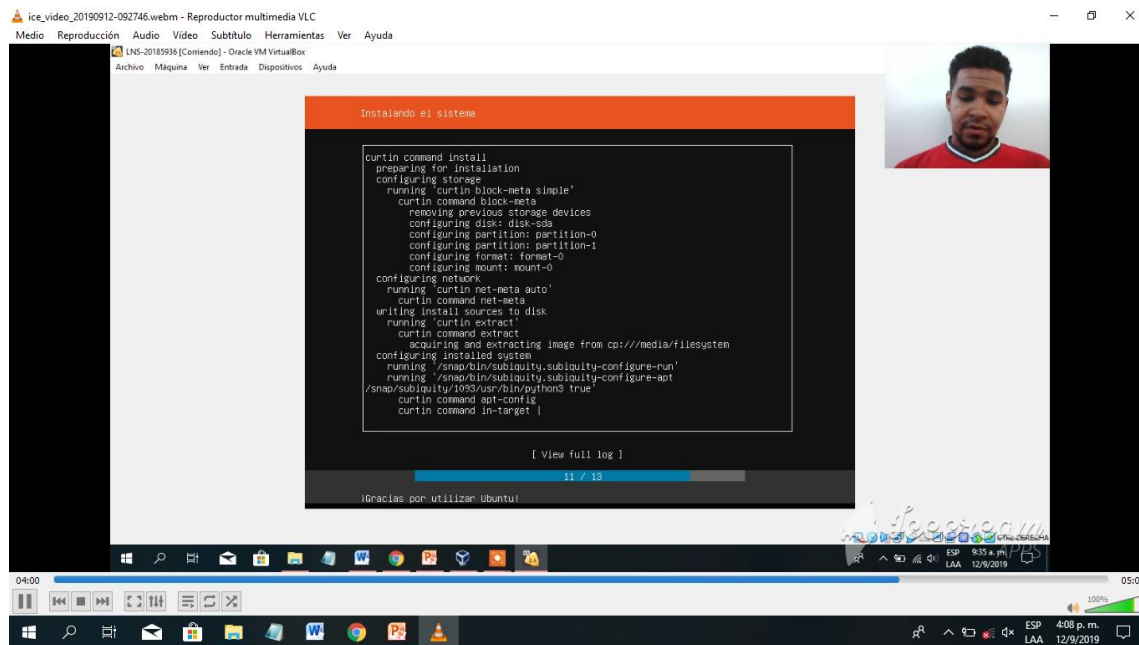 ice_video_20190912-092746.webm - Reproductor multimedia VLC
Medio Reproducción Audio Vídeo Subtítulo Herramientas Ver Ayuda
LNS-20185936 [Corriendo] - Oracle VM VirtualBox
Archivo Máquina Ver Entrada Dispositivos Ayuda
Instalando el sistema
curtin command install
preparing for installation
configuring storage
running 'curtin block-meta simple'
curtin command block-meta
removing previous storage devices
configuring disk: disk-sda
configuring partition: partition-0
configuring partition: partition-1
configuring format: format-0
configuring mount: mount-0
configuring network
running 'curtin net-meta auto'
curtin command net-meta
writing install sources to disk
running 'curtin extract'
curtin command extract
acquiring and extracting image from cp:///media/filesystem
configuring installed system
running '/snap/bin/subiquity.subiquity-configure-run'
running '/snap/bin/subiquity.subiquity-configure-apt
/snap/subiquity/1093/usr/bin/python3 true'
curtin command apt-config
curtin command in-target |
[ View full log ]
11 / 13
¡Gracias por utilizar Ubuntu!
Icecream
APPS
CTRL DERECHA
ESP 9:35 a. m.
LAA 12/9/2019
04:00 05:0
100%
ESP 4:08 p. m.
LAA 12/9/2019